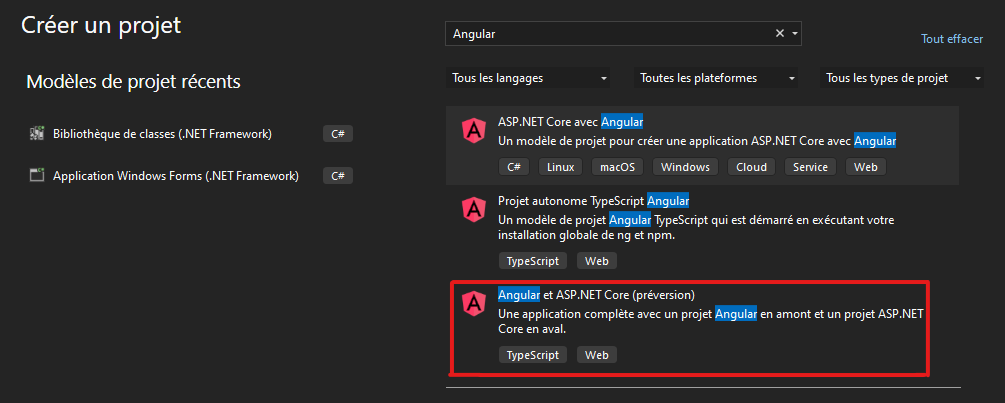 Créer un projet
Angular
Tout effacer
Modèles de projet récents
Tous les langages
Toutes les plateformes
Tous les types de projet
Bibliothèque de classes (.NET Framework)
C#
Application Windows Forms (.NET Framework)
C#
ASP.NET Core avec Angular
Un modèle de projet pour créer une application ASP.NET Core avec Angular
C# Linux macOS Windows Cloud Service Web
Projet autonome TypeScript Angular
Un modèle de projet Angular TypeScript qui est démarré en exécutant votre
installation globale de ng et npm.
TypeScript Web
Angular et ASP.NET Core (préversion)
Une application complète avec un projet Angular en amont et un projet ASP.NET
Core en aval.
TypeScript Web